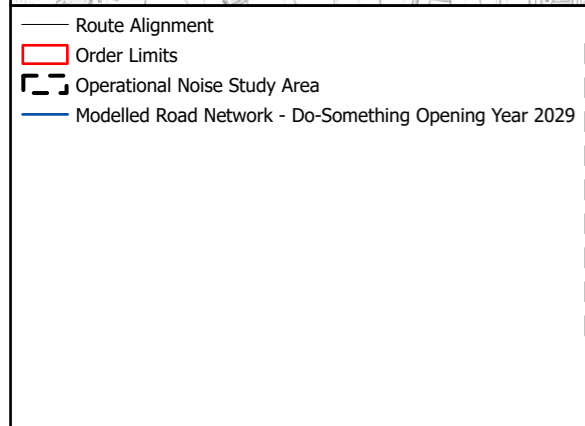 Route Alignment
Order Limits
Operational Noise Study Area
Modelled Road Network - Do-Something Opening Year 2029